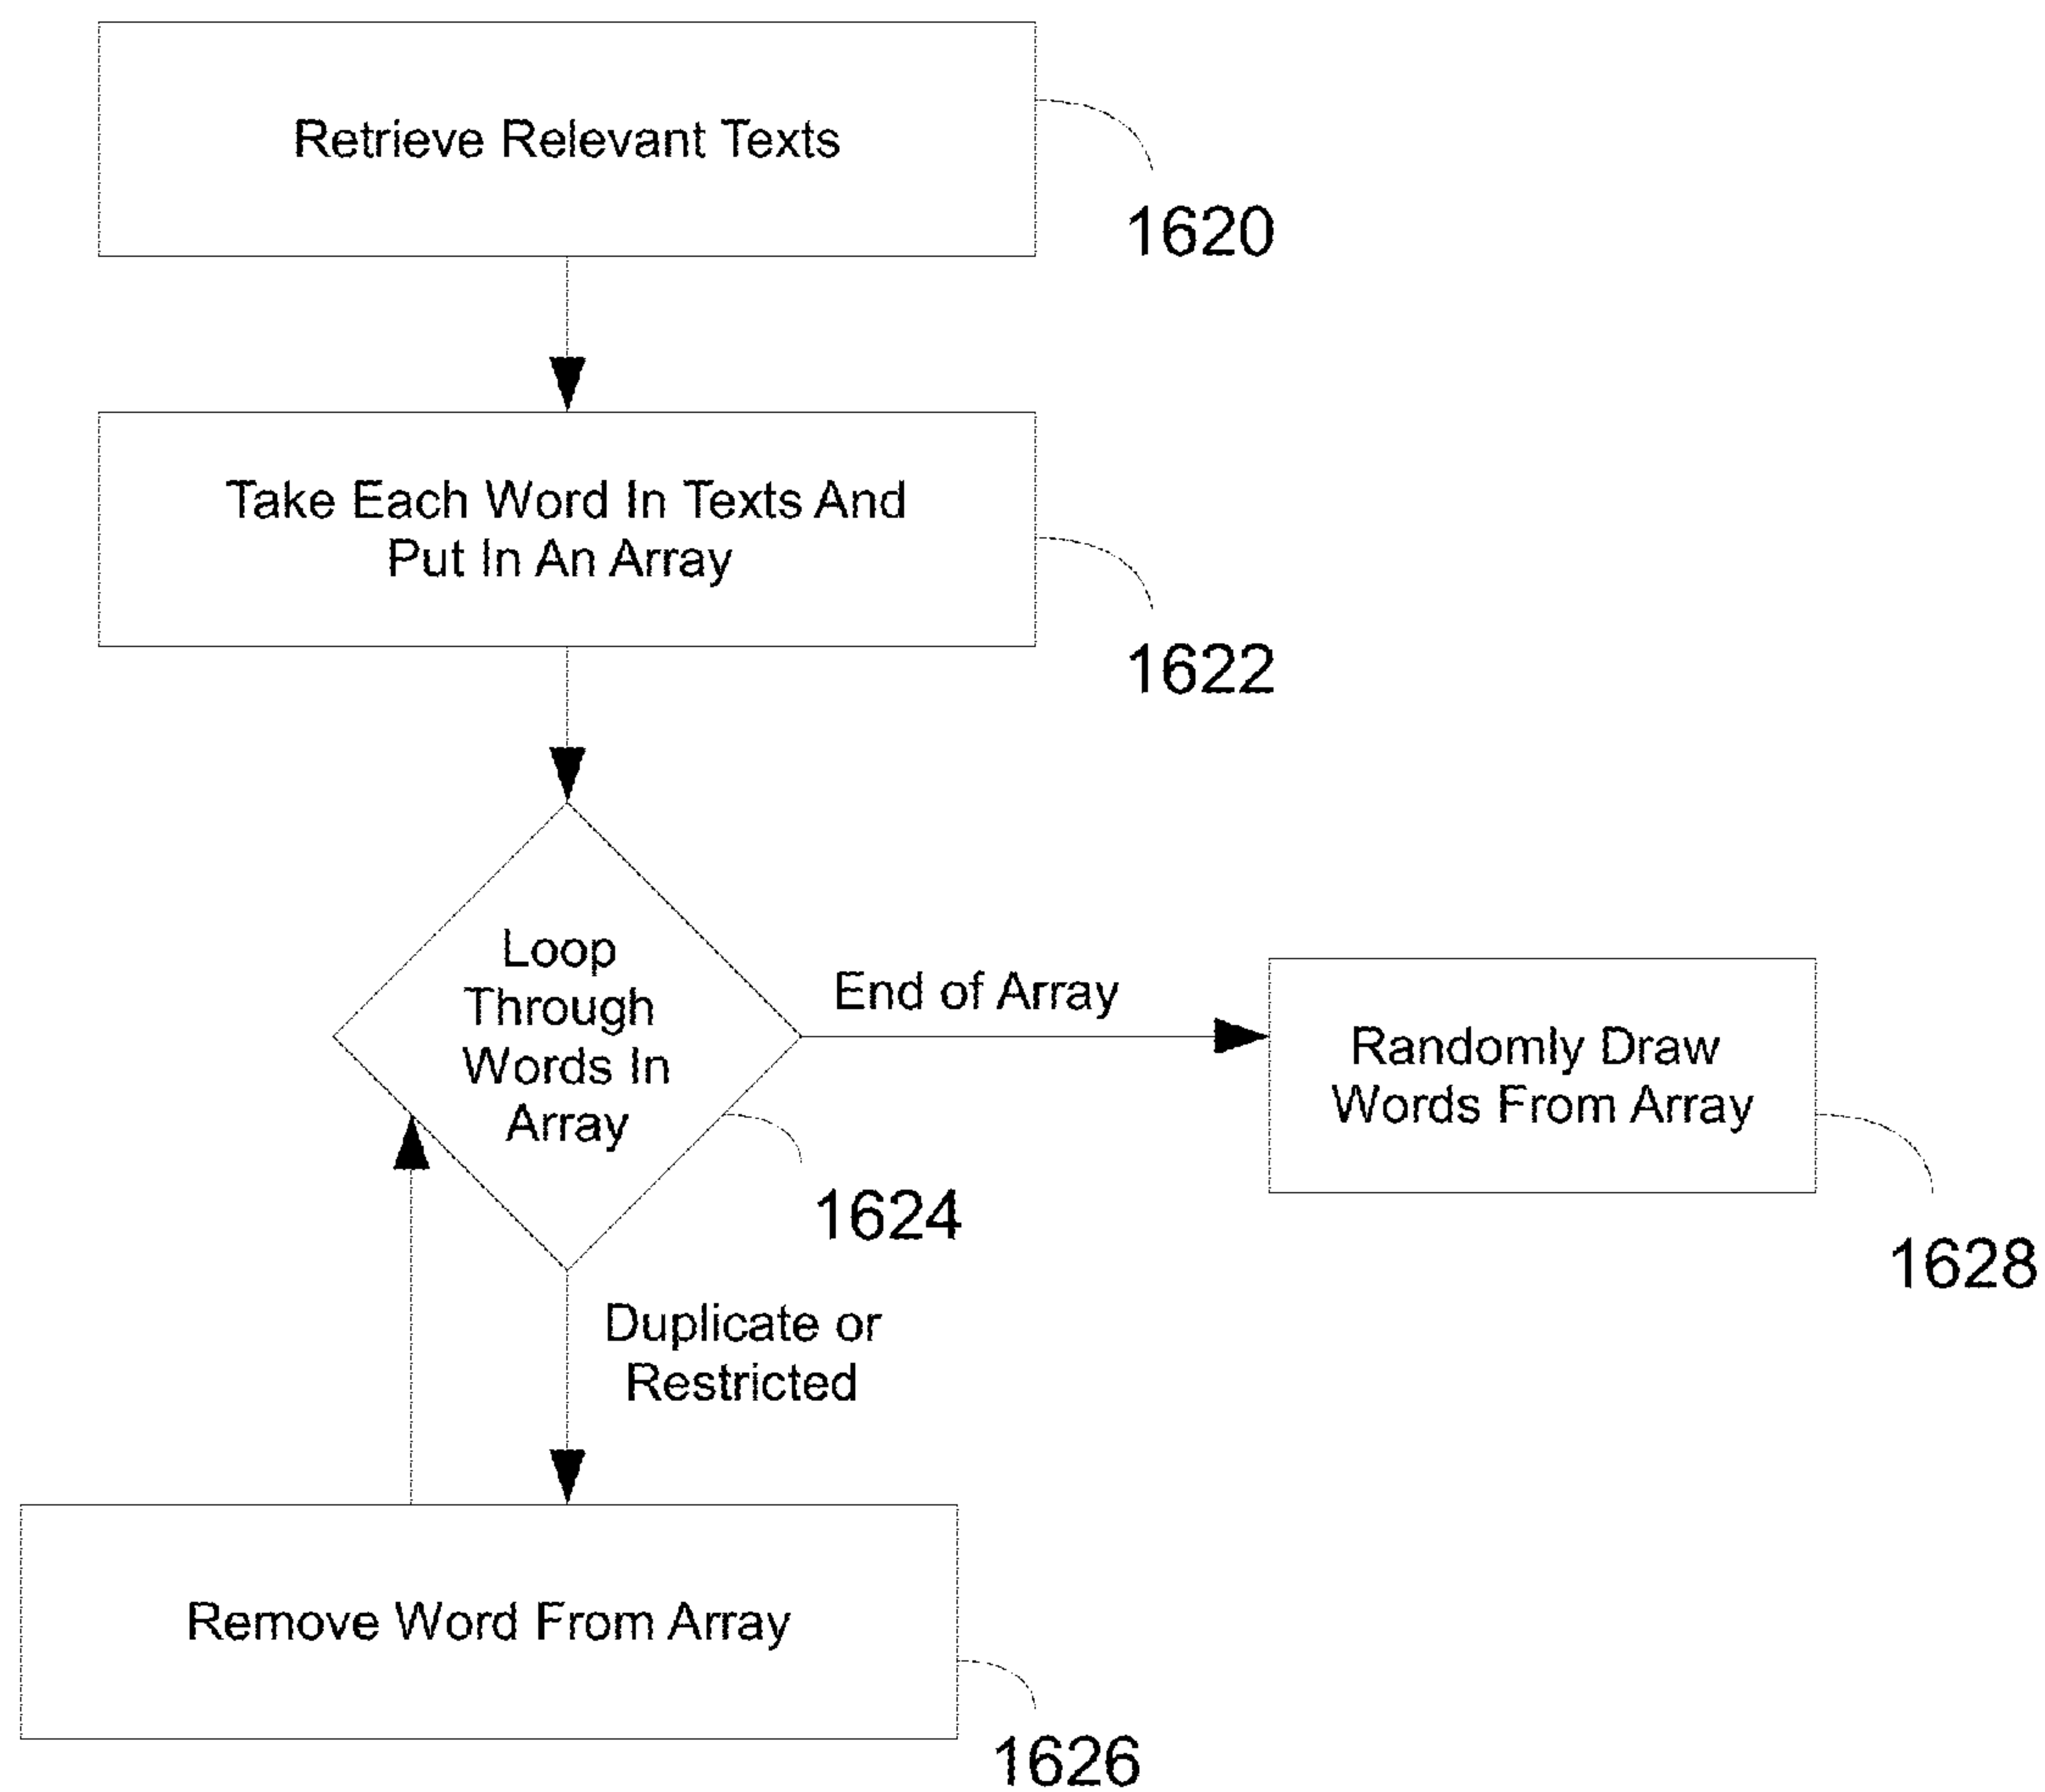 Retrieve Relevant Texts
1620
Take Each Word In Texts And
Put In An Array
1622
Loop
Through
Words In
Array
1624
End of Array
Randomly Draw
Words From Array
1628
Duplicate or
Restricted
Remove Word From Array
1626